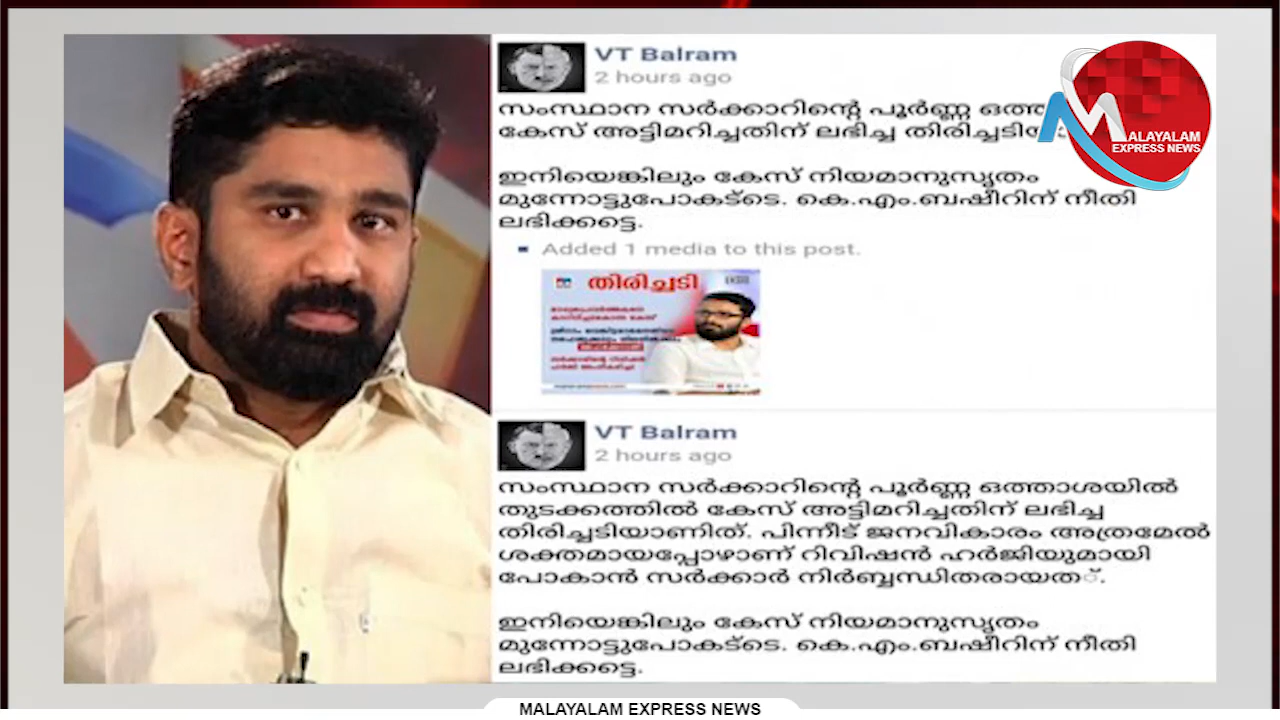 VT Balram
2 hours ago
സംസ്ഥാന സർക്കാറിന്റെ പൂർണ്ണ
കേസ് അട്ടിമറിച്ചതിന് ലഭിച്ച
ഇനിയെങ്കിലും കേസ് നിയമാനുസൃതം
മുന്നോട്ടുപോകട്ടെ. കെ.എം.ബഷീറിന് നീതി
ലഭിക്കട്ടെ.
Added 1 media to this post.
തിരിച്ചടി
VT Balram
2 hours ago
സംസ്ഥാന സർക്കാറിന്റെ പൂർണ്ണ ഒത്താശയിൽ
തുടക്കത്തിൽ കേസ് അട്ടിമറിച്ചതിന് ലഭിച്ച
തിരിച്ചടിയാണിത്. പിന്നീട് ജനവികാരം അത്രമേൽ
ശക്തമായപ്പോഴാണ് റിവിഷൻ ഹർജിയുമായി
പോകാൻ സർക്കാർ നിർബ്ബന്ധിതരായത്.
ഇനിയെങ്കിലും കേസ് നിയമാനുസൃതം
മുന്നോട്ടുപോകട്ടെ. കെ.എം.ബഷീറിന് നീതി
ലഭിക്കട്ടെ.
MALAYALAM
EXPRESS NEWS
MALAYALAM EXPRESS NEWS